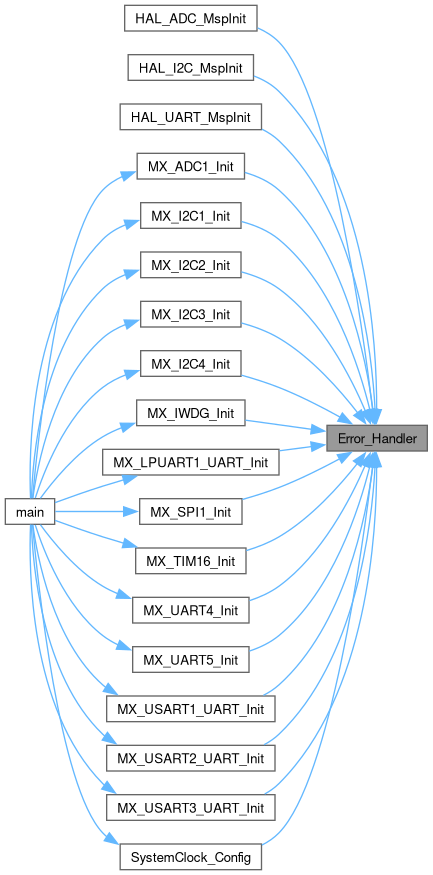 HAL_ADC_MspInit
HAL_I2C_MspInit
HAL_UART_MspInit
MX_ADC1_Init
MX_I2C1_Init
MX_I2C2_Init
MX_I2C3_Init
MX_I2C4_Init
MX_IWDG_Init
Error_Handler
MX_LPUART1_UART_Init
main
MX_SPI1_Init
MX_TIM16_Init
MX_UART4_Init
MX_UART5_Init
MX_USART1_UART_Init
MX_USART2_UART_Init
MX_USART3_UART_Init
SystemClock_Config